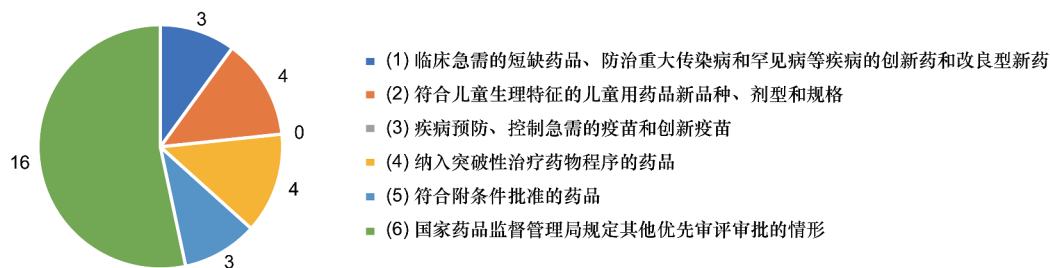 3
4
0
4
3
16
(1) 临床急需的短缺药品、防治重大传染病和罕见病等疾病的创新药和改良型新药
(2) 符合儿童生理特征的儿童用药品新品种、剂型和规格
(3) 疾病预防、控制急需的疫苗和创新疫苗
(4) 纳入突破性治疗药物程序的药品
(5) 符合附条件批准的药品
(6) 国家药品监督管理局规定其他优先审评审批的情形